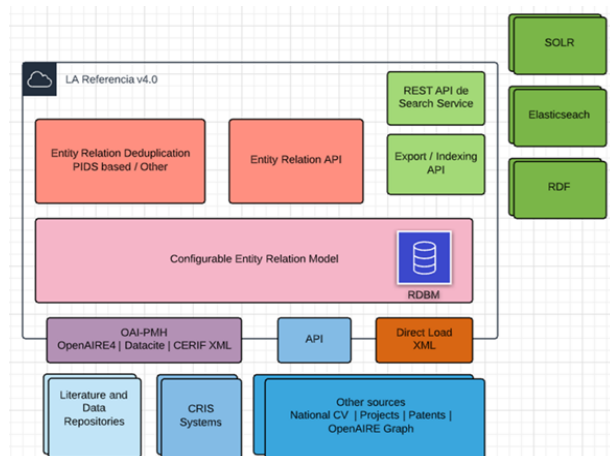 LA Referencia v4.0
SOLR
REST API de
Search Service
Elasticseach
Entity Relation Deduplication
PIDS based / Other
Entity Relation API
Export / Indexing
API
RDF
Configurable Entity Relation Model
RDBM
OAI-PMH
OpenAIRE4 | Datacite | CERIF XML
API
Direct Load
XML
Literature and
Data
Repositories
CRIS
Systems
Other sources
National CV | Projects | Patents |
OpenAIRE Graph